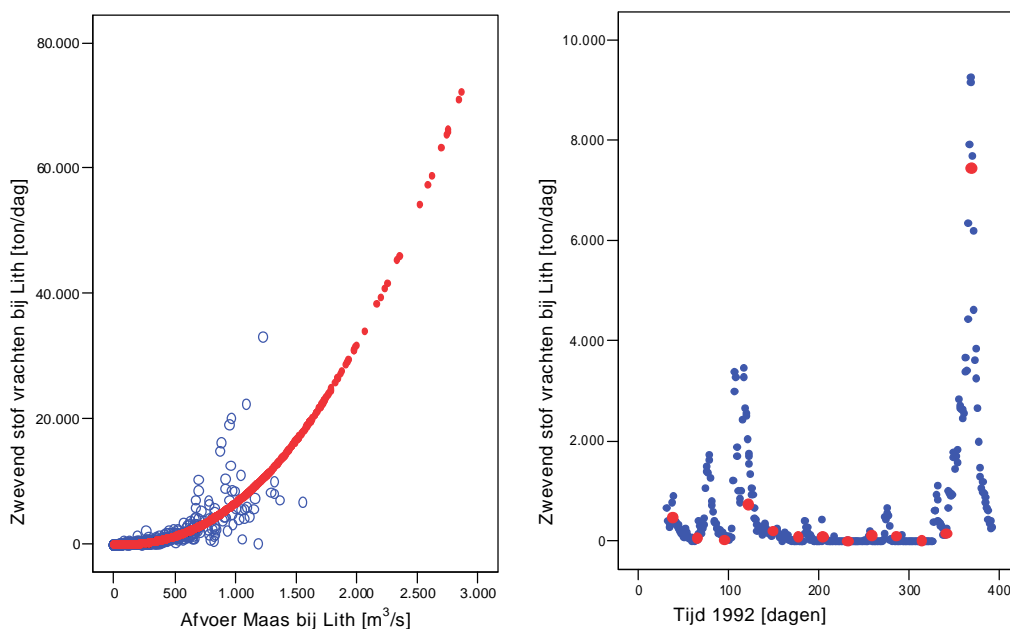 Zwevend stof vrachten bij Lith [ton/dag]
80.000
60.000
40.000
20.000
0
0 500 1.000 1.500 2.000 2.500 3.000
Afvoer Maas bij Lith [m³/s]
Zwevend stof vrachten bij Lith [ton/dag]
10.000
8.000
6.000
4.000
2.000
0
0 100 200 300 400
Tijd 1992 [dagen]